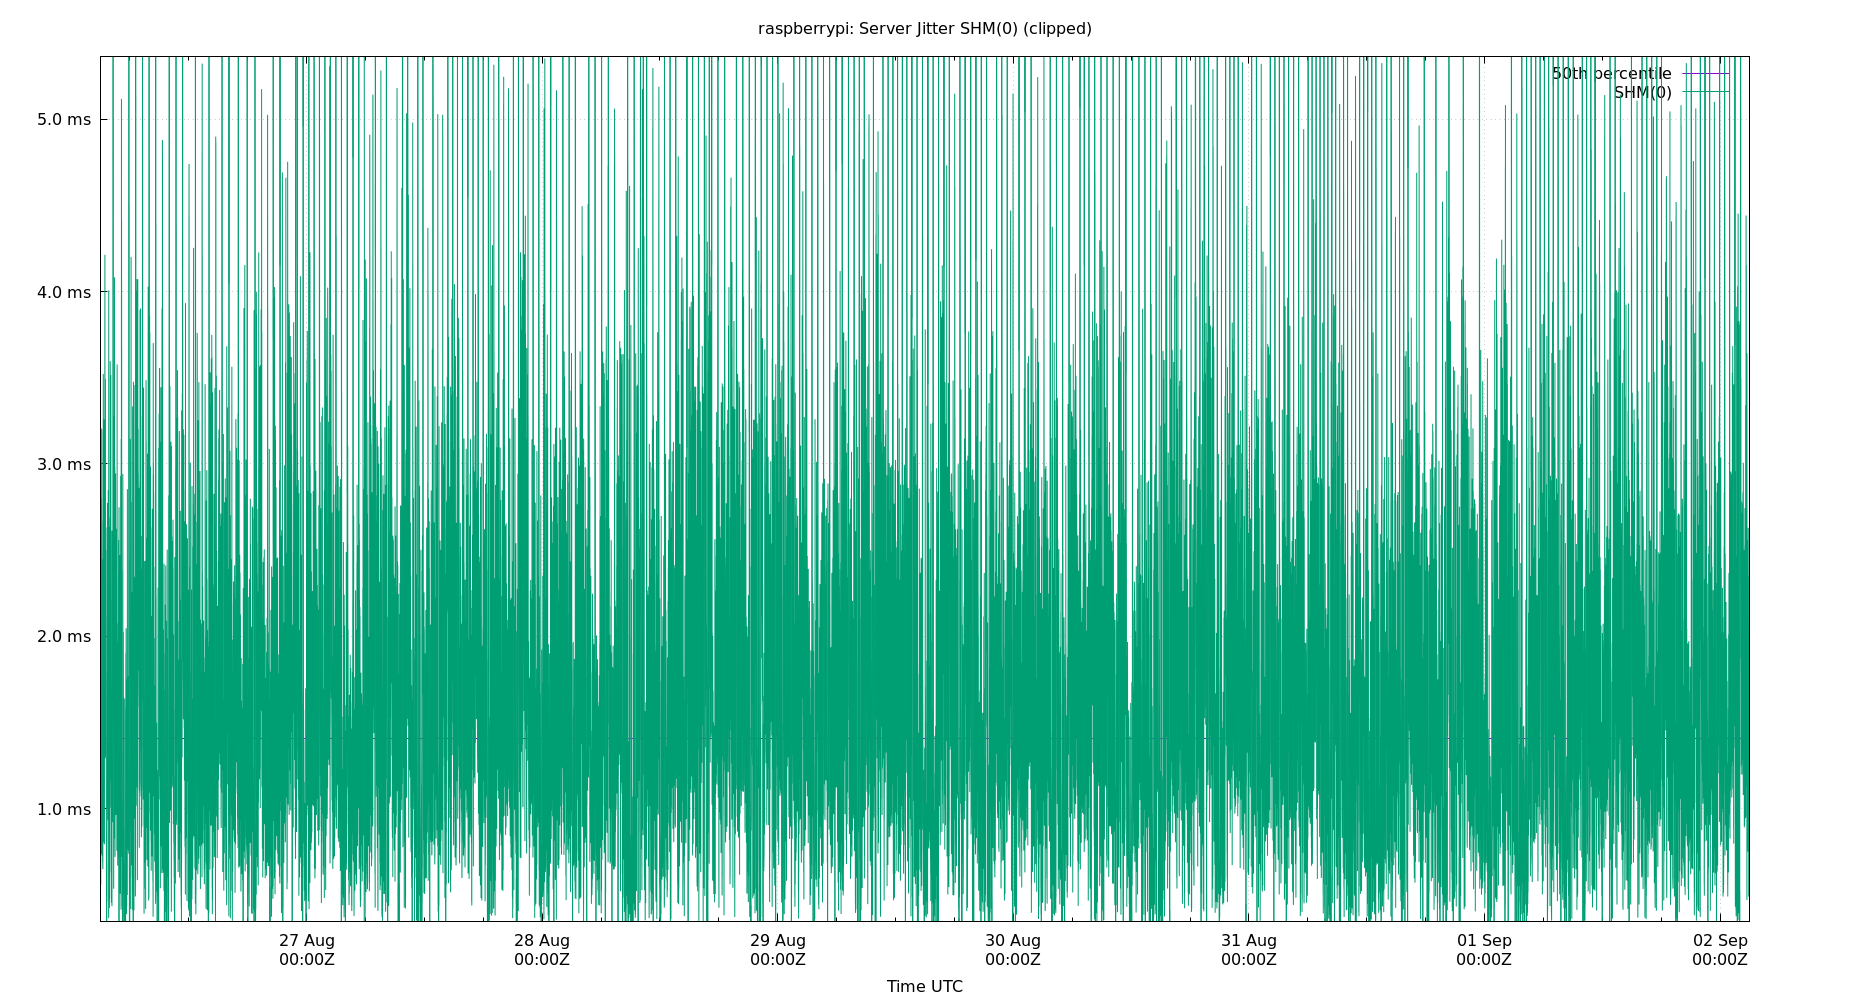 raspberrypi: Server Jitter SHM(0) (clipped)
50th percentile
SHM(0)
5.0 ms
4.0 ms
3.0 ms
2.0 ms
1.0 ms
27 Aug 28 Aug 29 Aug 30 Aug 31 Aug 01 Sep 02 Sep
00:00Z 00:00Z 00:00Z 00:00Z 00:00Z 00:00Z 00:00Z
Time UTC